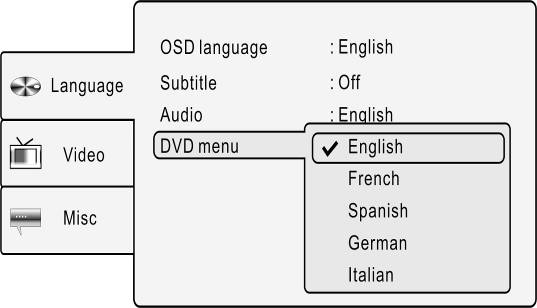 Language
Video
Misc
OSD language : English
Subtitle : Off
Audio : English
DVD menu
English
French
Spanish
German
Italian